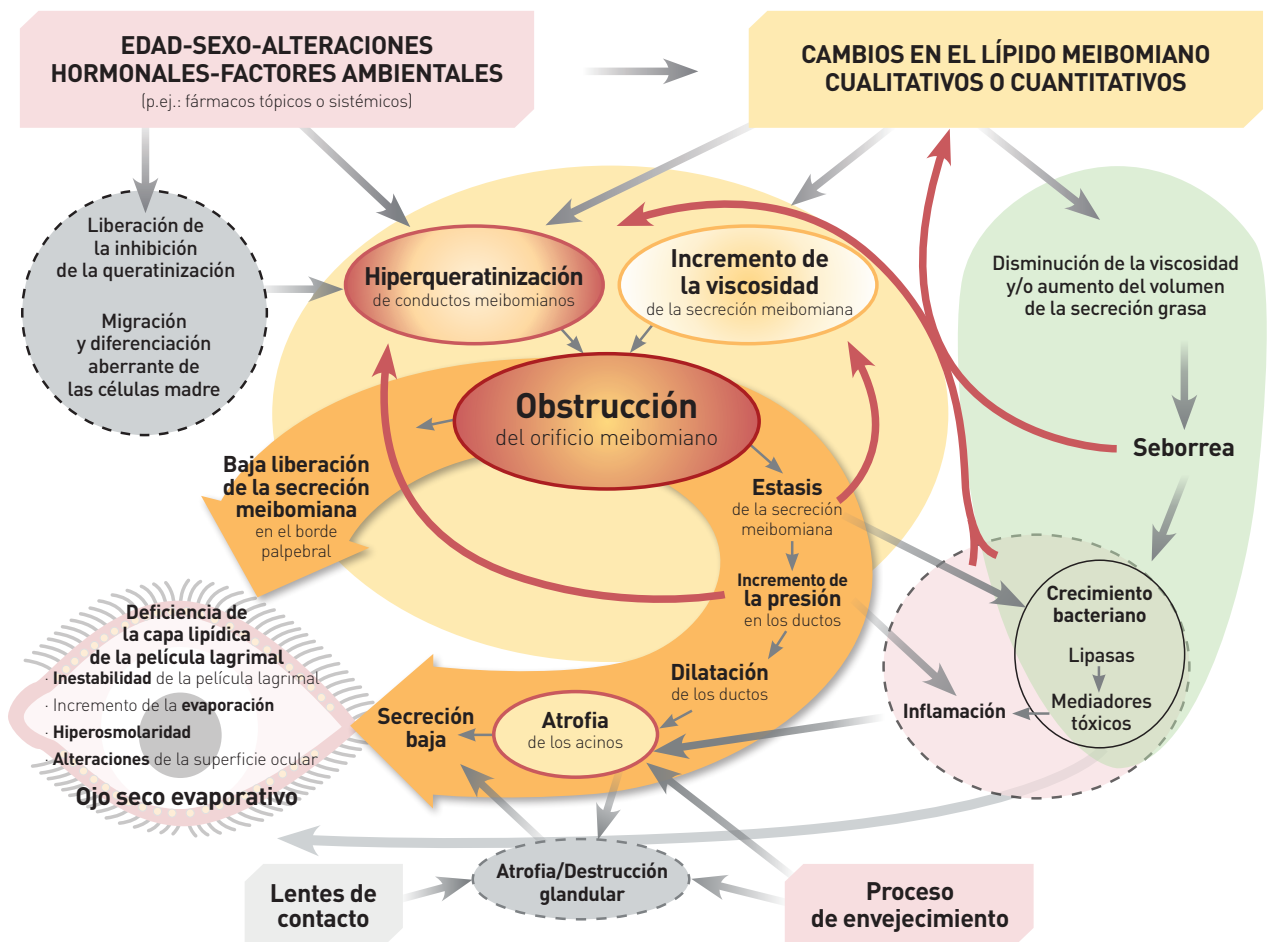 EDAD-SEXO-ALTERACIONES
HORMONALES-FACTORES AMBIENTALES
(p.ej.: fármacos tópicos o sistémicos)
CAMBIOS EN EL LÍPIDO MEIBOMIANO
CUALITATIVOS O CUANTITATIVOS
Liberación de
la inhibición
de la queratinización
Migración
y diferenciación
aberrante de
las células madre
Hiperqueratinización
de conductos meibomianos
Incremento de
la viscosidad
de la secreción meibomiana
Disminución de la viscosidad
y/o aumento del volumen
de la secreción grasa
Obstrucción
del orificio meibomiano
Seborrea
Baja liberación
de la secreción
meibomiana
en el borde
palpebral
Estasis
de la secreción
meibomiana
Incremento de
la presión
en los ductos
Dilatación
de los ductos
Crecimiento
bacteriano
Lipasas
Mediadores
tóxicos
Inflamación
Atrofia
de los acinos
Secreción
baja
Deficiencia de
la capa lipídica
de la película lagrimal
· Inestabilidad de la película lagrimal
· Incremento de la evaporación
· Hiperosmolaridad
· Alteraciones de la superficie ocular
Ojo seco evaporativo
Atrofia/Destrucción
glandular
Lentes de
contacto
Proceso
de envejecimiento